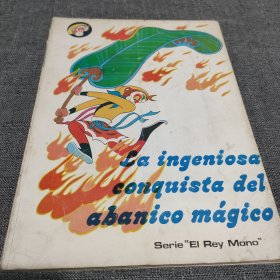 La ingeniosa
conquista del
abanico mágico
Serie "El Rey Mono"